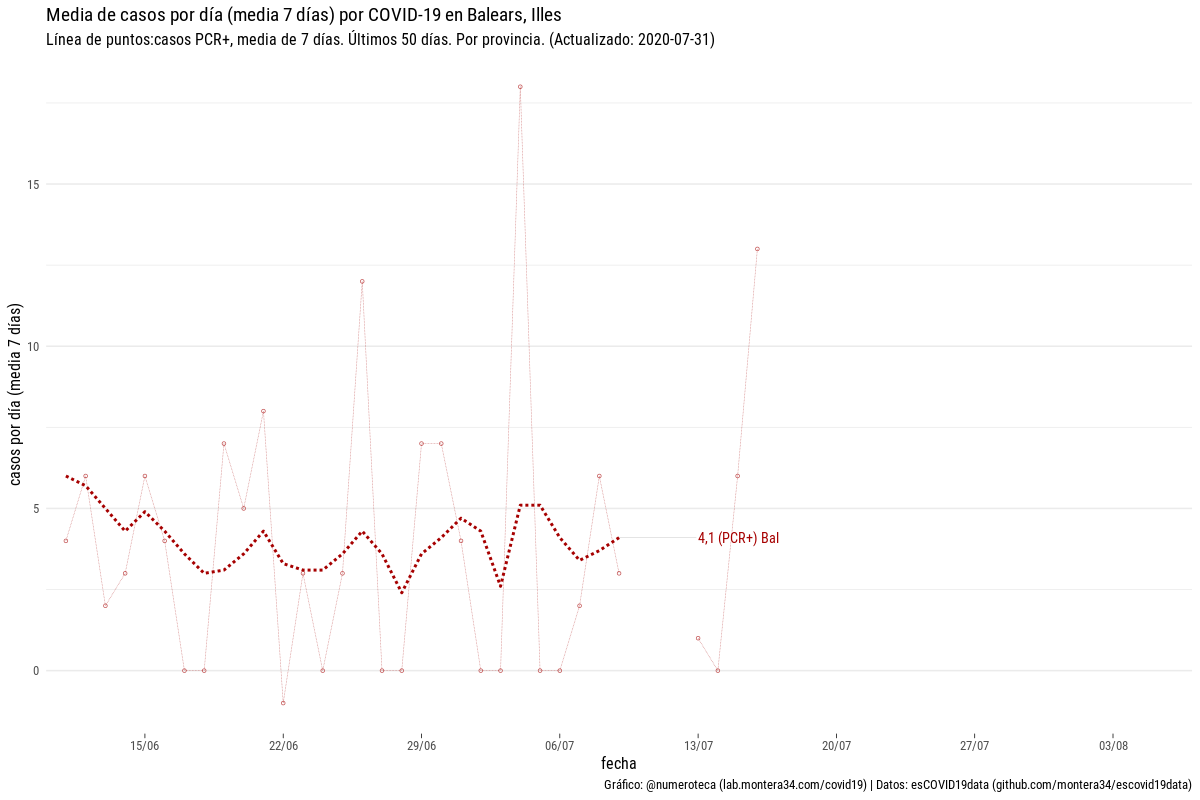 Media de casos por día (media 7 días) por COVID-19 en Balears, Illes
Línea de puntos:casos PCR+, media de 7 días. Últimos 50 días. Por provincia. (Actualizado: 2020-07-31)
casos por día (media 7 días)
15
10
5
0
4,1 (PCR+) Bal
15/06
22/06
29/06
06/07
13/07
20/07
27/07
03/08
fecha
Gráfico: @numeroteca (lab.montera34.com/covid19) | Datos: esCOVID19data (github.com/montera34/escovid19data)